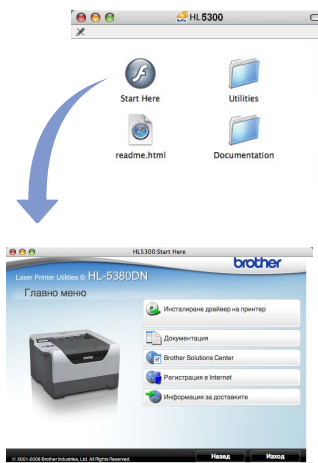 HL5300
Start Here
Utilities
readme.html
Documentation
HL5300:Start Here
brother
Laser Printer Utilities © HL-5380DN
Главно меню
Инсталиране драйвер на принтер
Документация
Brother Solutions Center
Регистрация в Internet
Информация за доставките
© 2001-2008 Brother Industries, Ltd. All Rights Reserved.
Назад
Изход